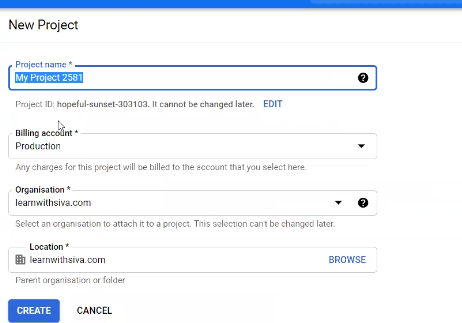 New Project
Project name *
My Project 2581
Project ID: hopeful-sunset-303103. It cannot be changed later. EDIT
Billing account *
Production
Any charges for this project will be billed to the account that you select here.
Organisation *
learnwithsiva.com
Select an organisation to attach it to a project. This selection can't be changed later.
Location *
learnwithsiva.com BROWSE
Parent organisation or folder
CREATE CANCEL